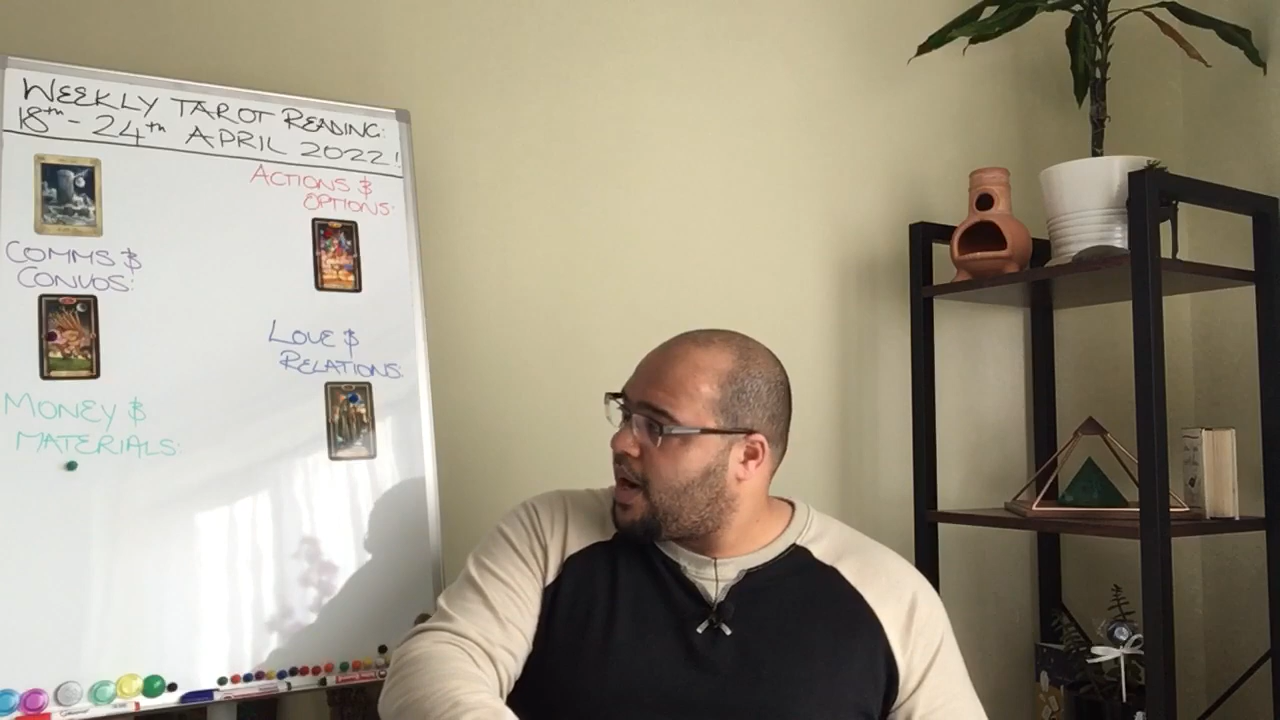 WEEKLY TAROT READING:
18th - 24th APRIL 2022!
ACTIONS &
OPTIONS:
COMMS &
CONVOS:
LOVE &
RELATIONS:
MONEY &
MATERIALS: